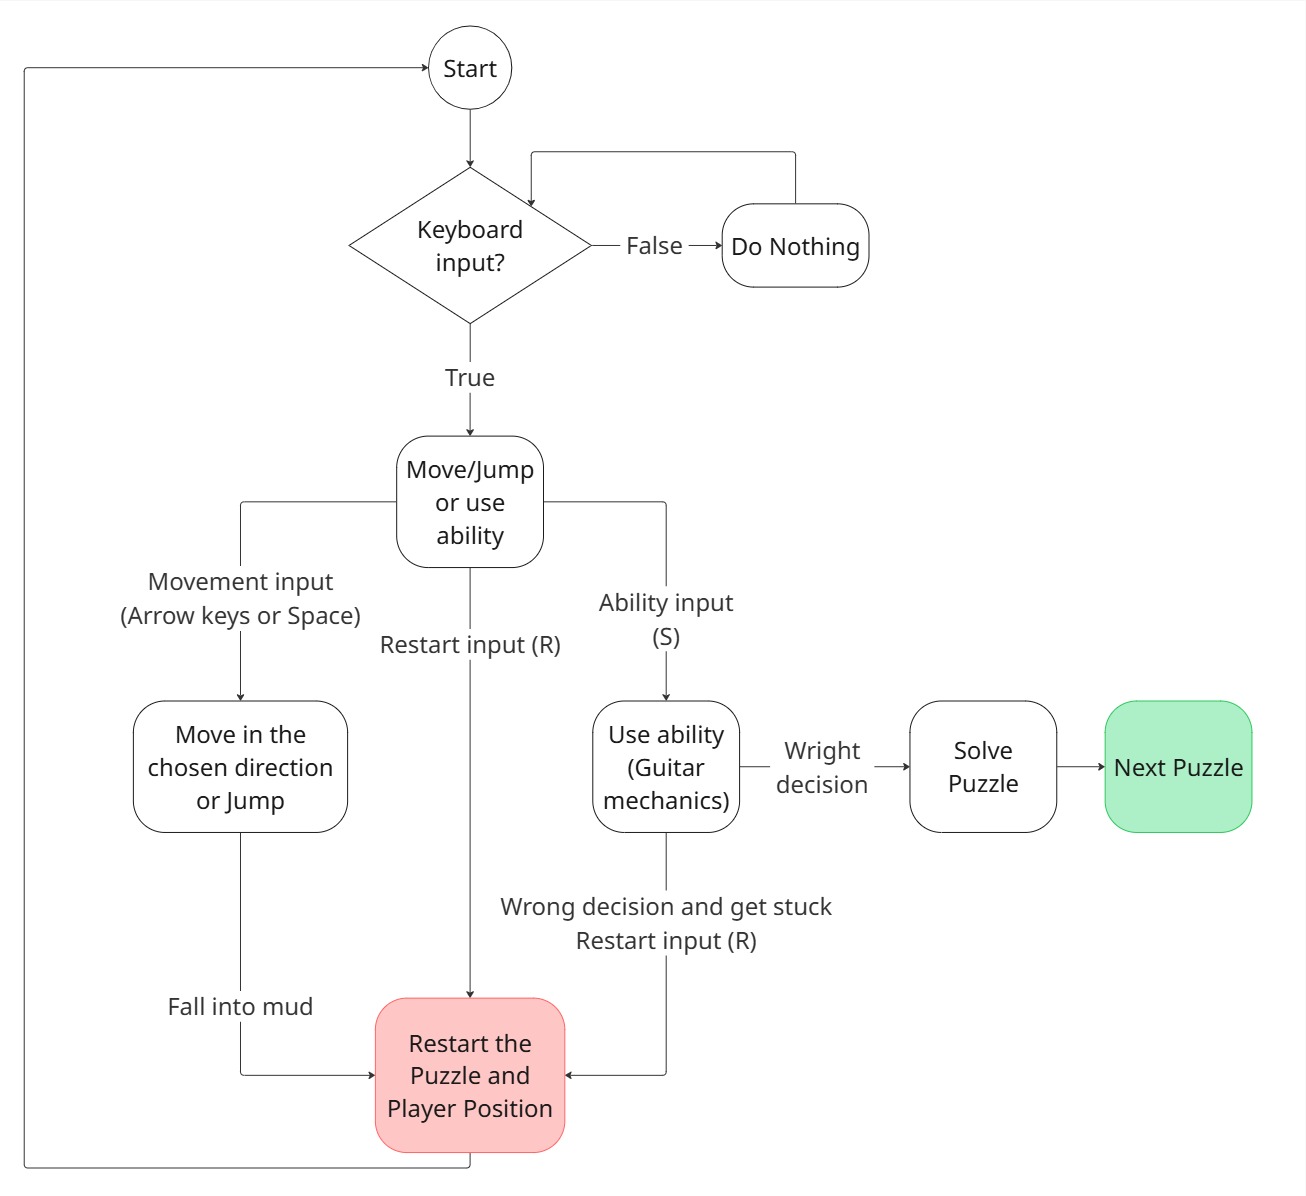 Start
Keyboard
input?
False
Do Nothing
True
Move/Jump
or use
ability
Movement input
(Arrow keys or Space)
Restart input (R)
Ability input
(S)
Move in the
chosen direction
or Jump
Use ability
(Guitar
mechanics)
Wright
decision
Solve
Puzzle
Next Puzzle
Wrong decision and get stuck
Restart input (R)
Fall into mud
Restart the
Puzzle and
Player Position